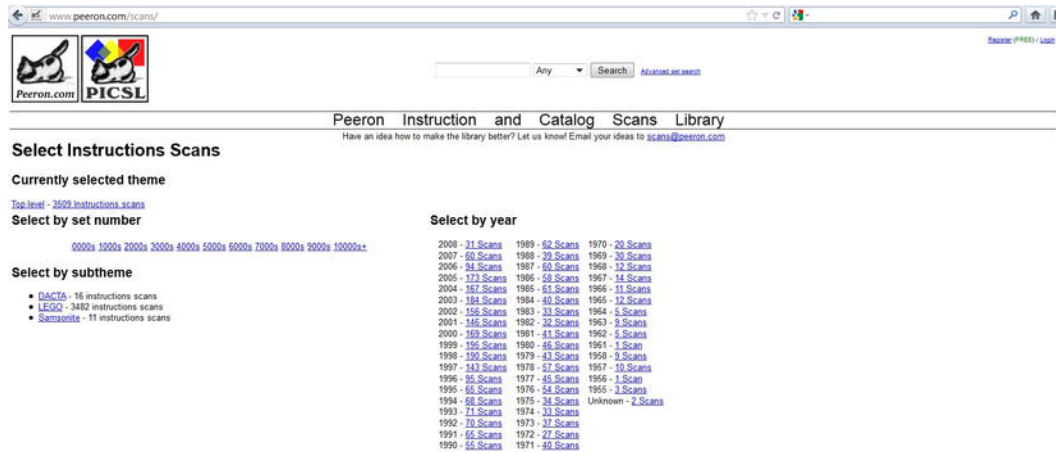 www.peeron.com/scans/
Register (FREE) / Login
Peeron.com
PICSL
Any
Search
Advanced set search
Peeron Instruction and Catalog Scans Library
Have an idea how to make the library better? Let us know! Email your ideas to scans@peeron.com
Select Instructions Scans
Currently selected theme
Top level - 3509 Instructions scans
Select by set number
0000s 1000s 2000s 3000s 4000s 5000s 6000s 7000s 8000s 9000s 10000s+
Select by subtheme
DACTA - 16 instructions scans
LEGO - 3482 instructions scans
Samsonite - 11 instructions scans
Select by year
2008 - 31 Scans
2007 - 60 Scans
2006 - 94 Scans
2005 - 173 Scans
2004 - 167 Scans
2003 - 184 Scans
2002 - 156 Scans
2001 - 146 Scans
2000 - 169 Scans
1999 - 195 Scans
1998 - 190 Scans
1997 - 143 Scans
1996 - 95 Scans
1995 - 65 Scans
1994 - 68 Scans
1993 - 71 Scans
1992 - 70 Scans
1991 - 65 Scans
1990 - 55 Scans
1989 - 62 Scans
1988 - 39 Scans
1987 - 60 Scans
1986 - 58 Scans
1985 - 61 Scans
1984 - 40 Scans
1983 - 33 Scans
1982 - 32 Scans
1981 - 41 Scans
1980 - 46 Scans
1979 - 43 Scans
1978 - 57 Scans
1977 - 45 Scans
1976 - 54 Scans
1975 - 34 Scans
1974 - 33 Scans
1973 - 37 Scans
1972 - 27 Scans
1971 - 40 Scans
1970 - 20 Scans
1969 - 30 Scans
1968 - 12 Scans
1967 - 14 Scans
1966 - 11 Scans
1965 - 12 Scans
1964 - 5 Scans
1963 - 9 Scans
1962 - 5 Scans
1961 - 1 Scan
1958 - 9 Scans
1957 - 10 Scans
1956 - 1 Scan
1955 - 3 Scans
Unknown - 2 Scans